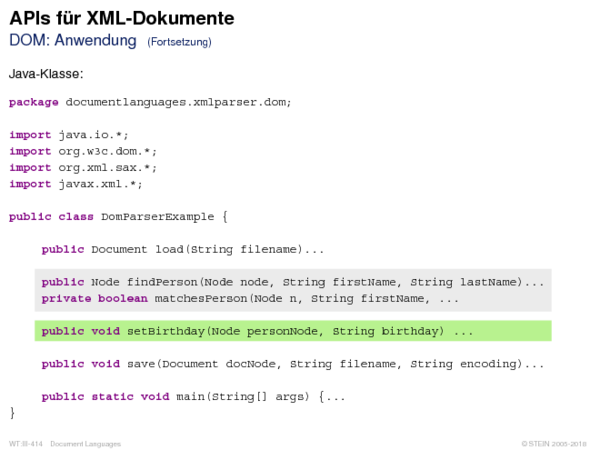 APIs für XML-Dokumente
DOM: Anwendung (Fortsetzung)
Java-Klasse:
package documentlanguages.xmlparser.dom;
import java.io.*;
import org.w3c.dom.*;
import org.xml.sax.*;
import javax.xml.*;
public class DomParserExample {
public Document load(String filename)...
public Node findPerson(Node node, String firstName, String lastName)...
private boolean matchesPerson(Node n, String firstName, ...
public void setBirthday(Node personNode, String birthday) ...
public void save(Document docNode, String filename, String encoding)...
public static void main(String[] args) {...
}
WT:III-414 Document Languages © STEIN 2005-2018